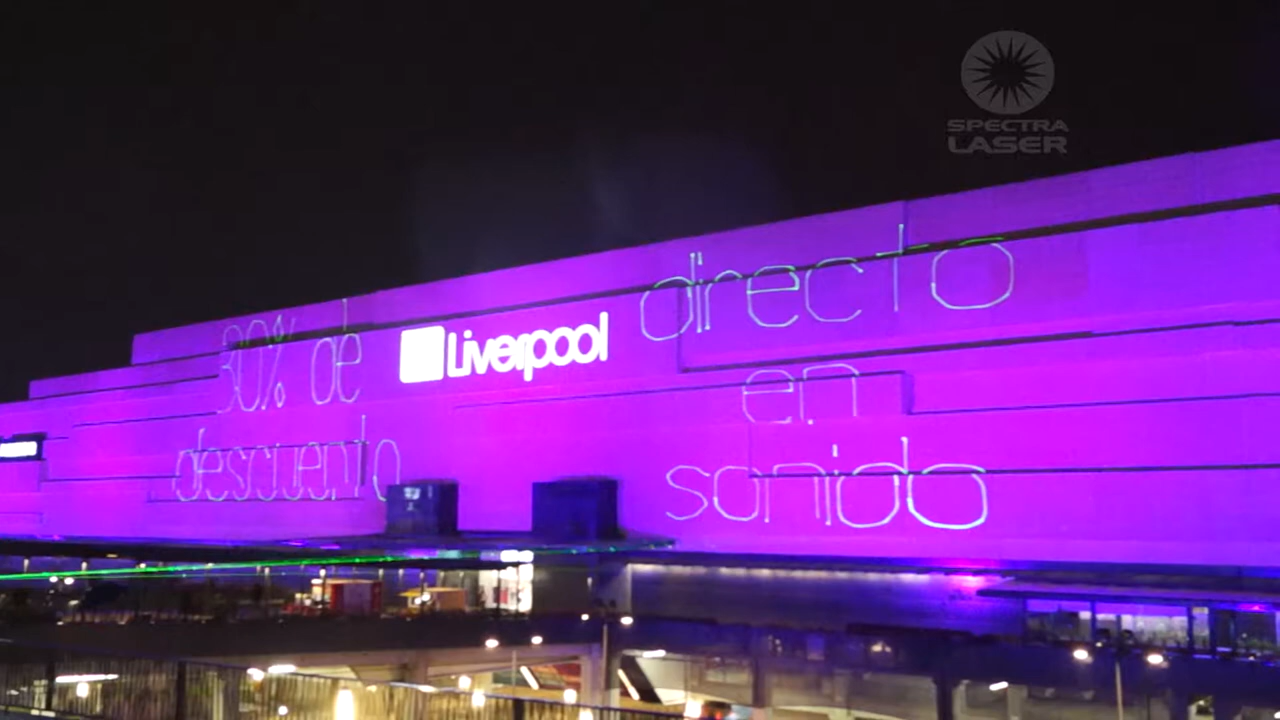 SPECTRA
LASER
30% de
descuento
Liverpool
directo
en
sonido